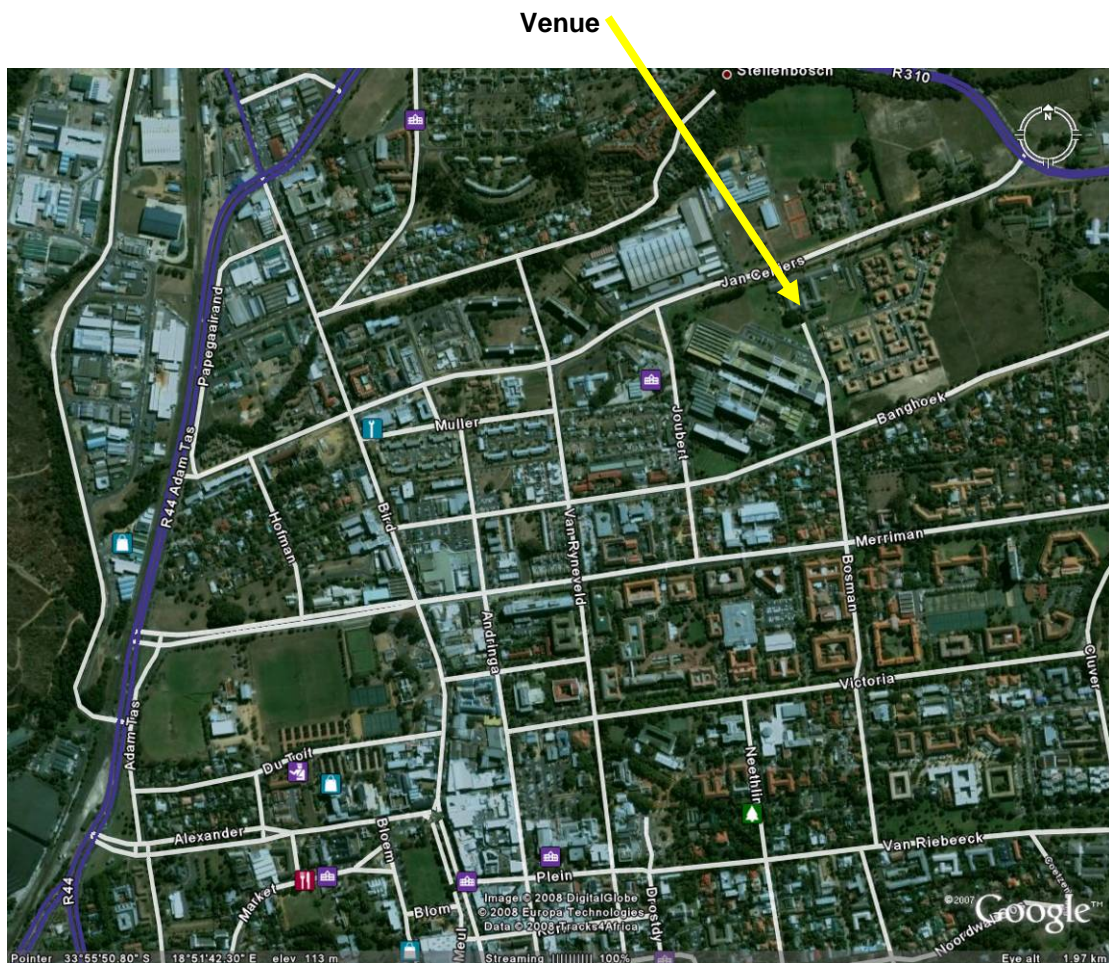 Venue
Stellenbosch
R310
N
Jan Celliers
Papegaairand
R44 Adam Tas
Muller
Joubert
Banghoek
Hofman
Bird
Van Ryneveld
Merriman
Bosman
Andringa
Victoria
Cluver
Adam Tas
Du Toit
Neethlin
Alexander
Bloem
Van Riebeeck
Plein
Market
R44
Blom
Meul
Drostdy
Image © 2008 DigitalGlobe
© 2008 Europa Technologies
Data © 2008 Tracks4Africa
©2007 Google™
Pointer 33°55'50.80" S 18°51'42.30" E elev 113 m
Streaming |||||||||| 100%
Eye alt 1.97 km